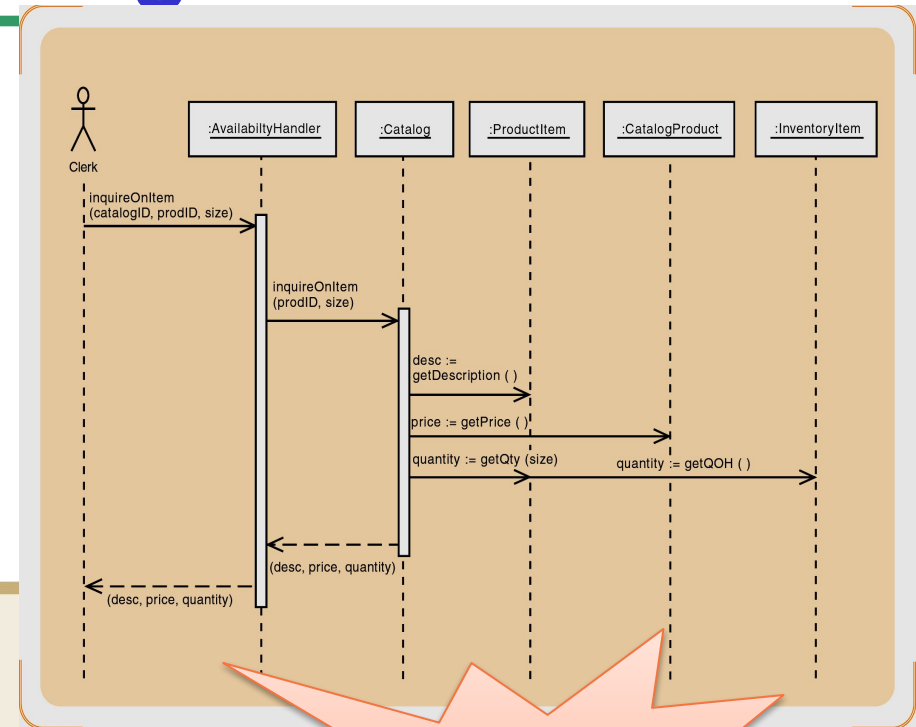 :AvailabiltyHandler
:Catalog
:ProductItem
:CatalogProduct
:InventoryItem
Clerk
inquireOnItem
(catalogID, prodID, size)
inquireOnItem
(prodID, size)
desc :=
getDescription ( )
price := getPrice ( )
quantity := getQty (size)
quantity := getQOH ( )
(desc, price, quantity)
(desc, price, quantity)